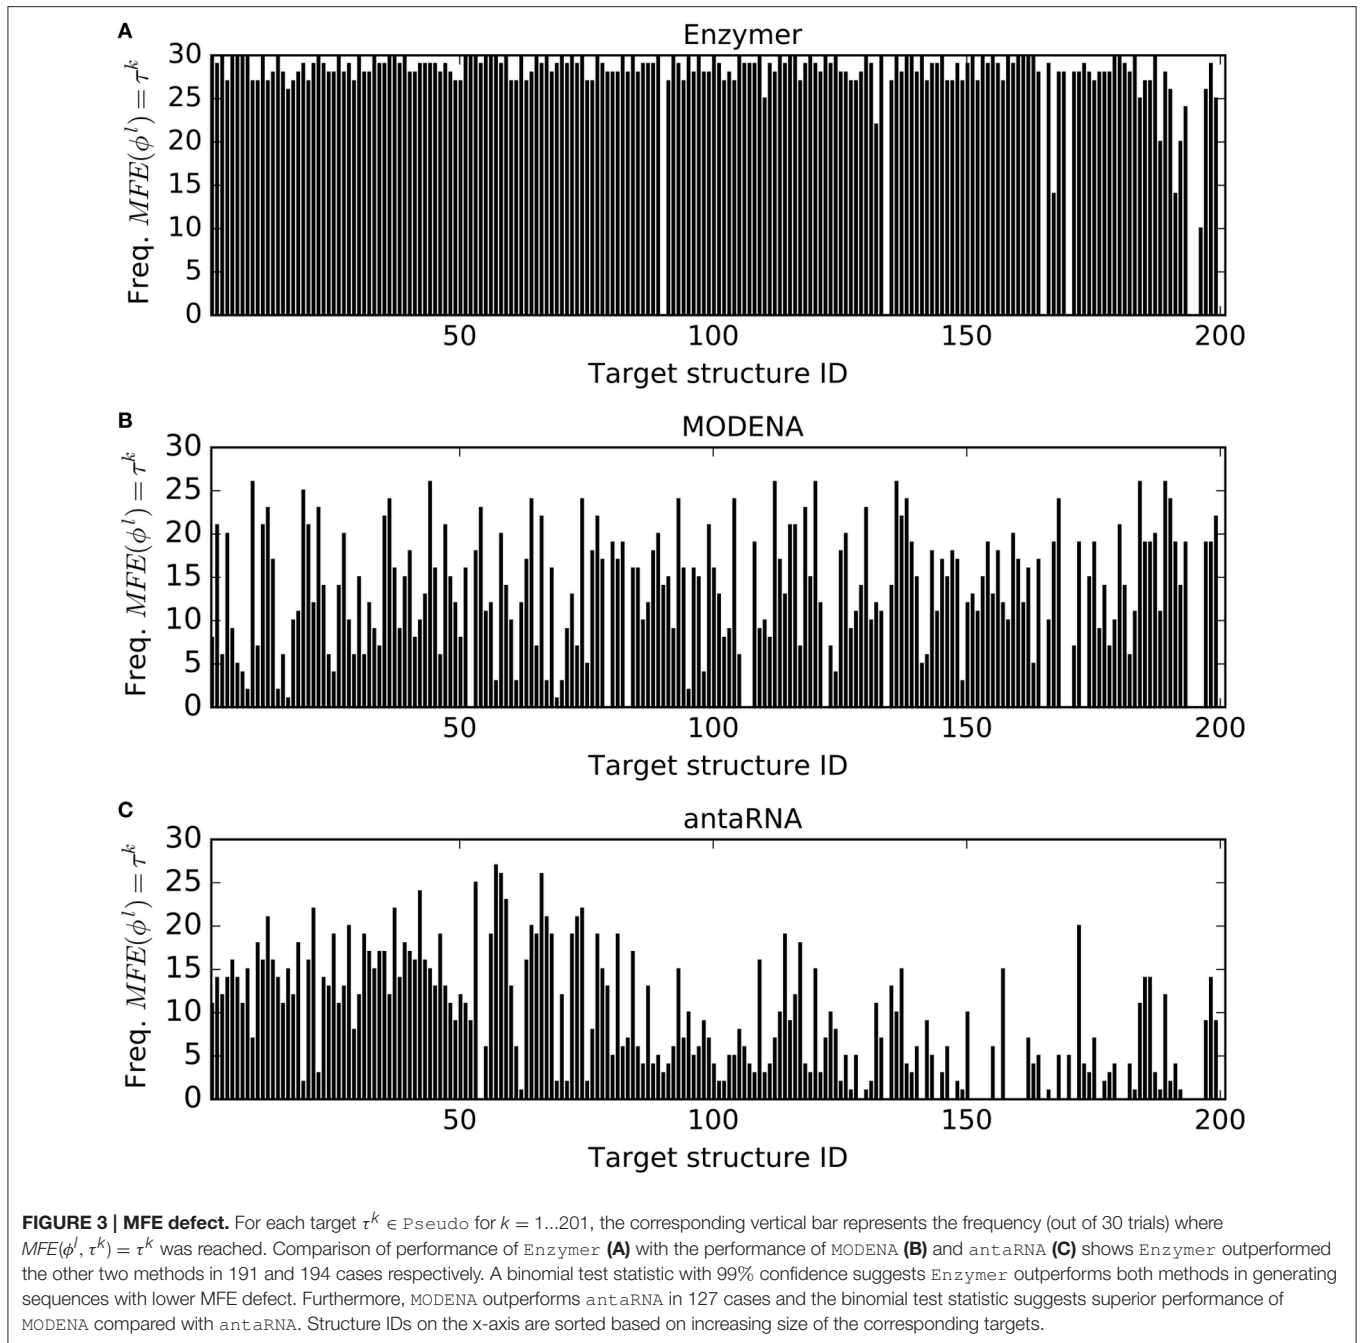 A
Enzymer
30
25
20
15
10
5
0
Freq. MFE(ϕ^l) = τ^k
50 100 150 200
Target structure ID
B
MODENA
30
25
20
15
10
5
0
Freq. MFE(ϕ^l) = τ^k
50 100 150 200
Target structure ID
C
antaRNA
30
25
20
15
10
5
0
Freq. MFE(ϕ^l) = τ^k
50 100 150 200
Target structure ID
FIGURE 3 | MFE defect. For each target τ^k ∈ Pseudo for k = 1...201, the corresponding vertical bar represents the frequency (out of 30 trials) where
MFE(ϕ^l, τ^k) = τ^k was reached. Comparison of performance of Enzymer (A) with the performance of MODENA (B) and antaRNA (C) shows Enzymer outperformed
the other two methods in 191 and 194 cases respectively. A binomial test statistic with 99% confidence suggests Enzymer outperforms both methods in generating
sequences with lower MFE defect. Furthermore, MODENA outperforms antaRNA in 127 cases and the binomial test statistic suggests superior performance of
MODENA compared with antaRNA. Structure IDs on the x-axis are sorted based on increasing size of the corresponding targets.